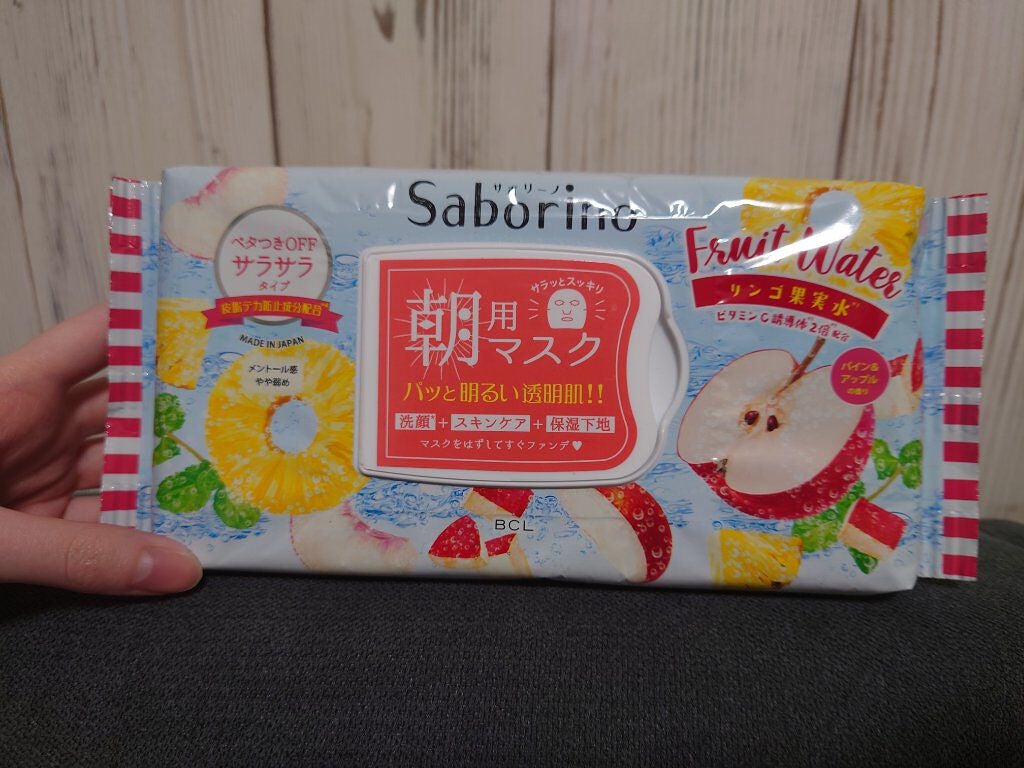 サボリーノ
Saborino
ベタつきOFF
サラサラ
タイプ
皮脂テカ防止成分配合
MADE IN JAPAN
メントール感
やや弱め
サラッとスッキリ
朝用
マスク
パッと明るい透明肌!!
洗顔*+スキンケア+保湿下地
マスクをはずしてすぐファンデ♥
BCL
Fruit Water
リンゴ果実水
ビタミンC誘導体 2倍 配合
パイン&
アップル
の香り